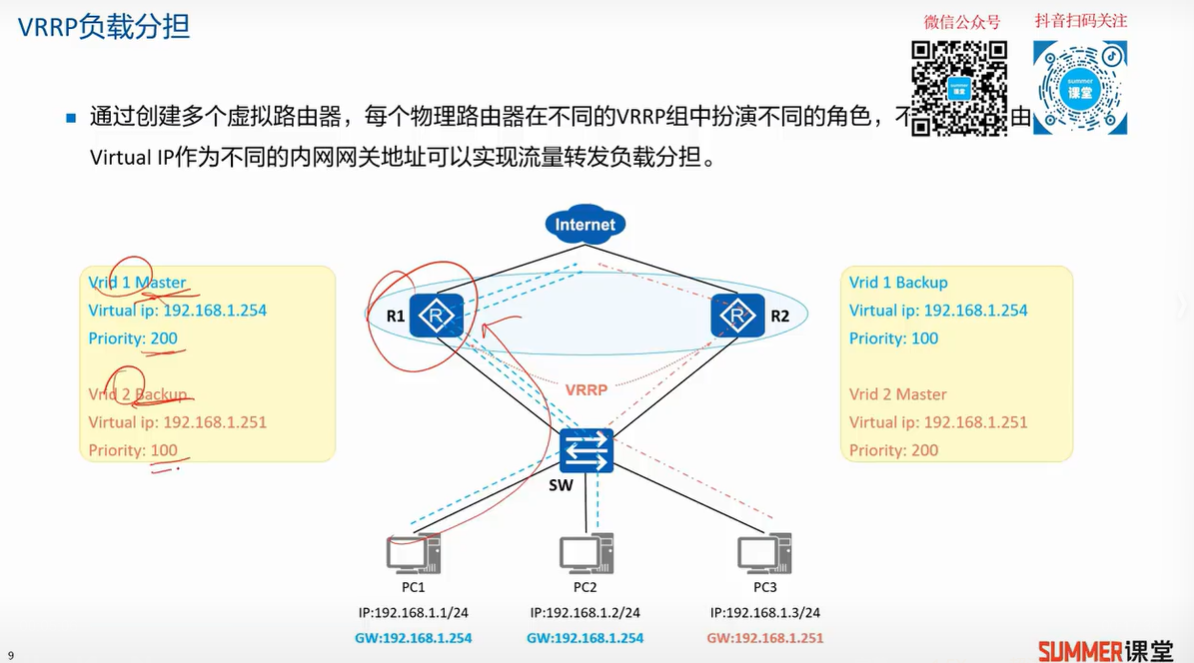 VRRP负载分担
微信公众号
抖音扫码关注
summer
课堂
通过创建多个虚拟路由器，每个物理路由器在不同的VRRP组中扮演不同的角色，不 由
Virtual IP作为不同的内网网关地址可以实现流量转发负载分担。
Internet
Vrid 1 Master
Virtual ip: 192.168.1.254
Priority: 200
Vrid 2 Backup
Virtual ip: 192.168.1.251
Priority: 100
R1
R
R
R2
Vrid 1 Backup
Virtual ip: 192.168.1.254
Priority: 100
Vrid 2 Master
Virtual ip: 192.168.1.251
Priority: 200
VRRP
SW
PC1
IP:192.168.1.1/24
GW:192.168.1.254
PC2
IP:192.168.1.2/24
GW:192.168.1.254
PC3
IP:192.168.1.3/24
GW:192.168.1.251
9
SUMMER课堂